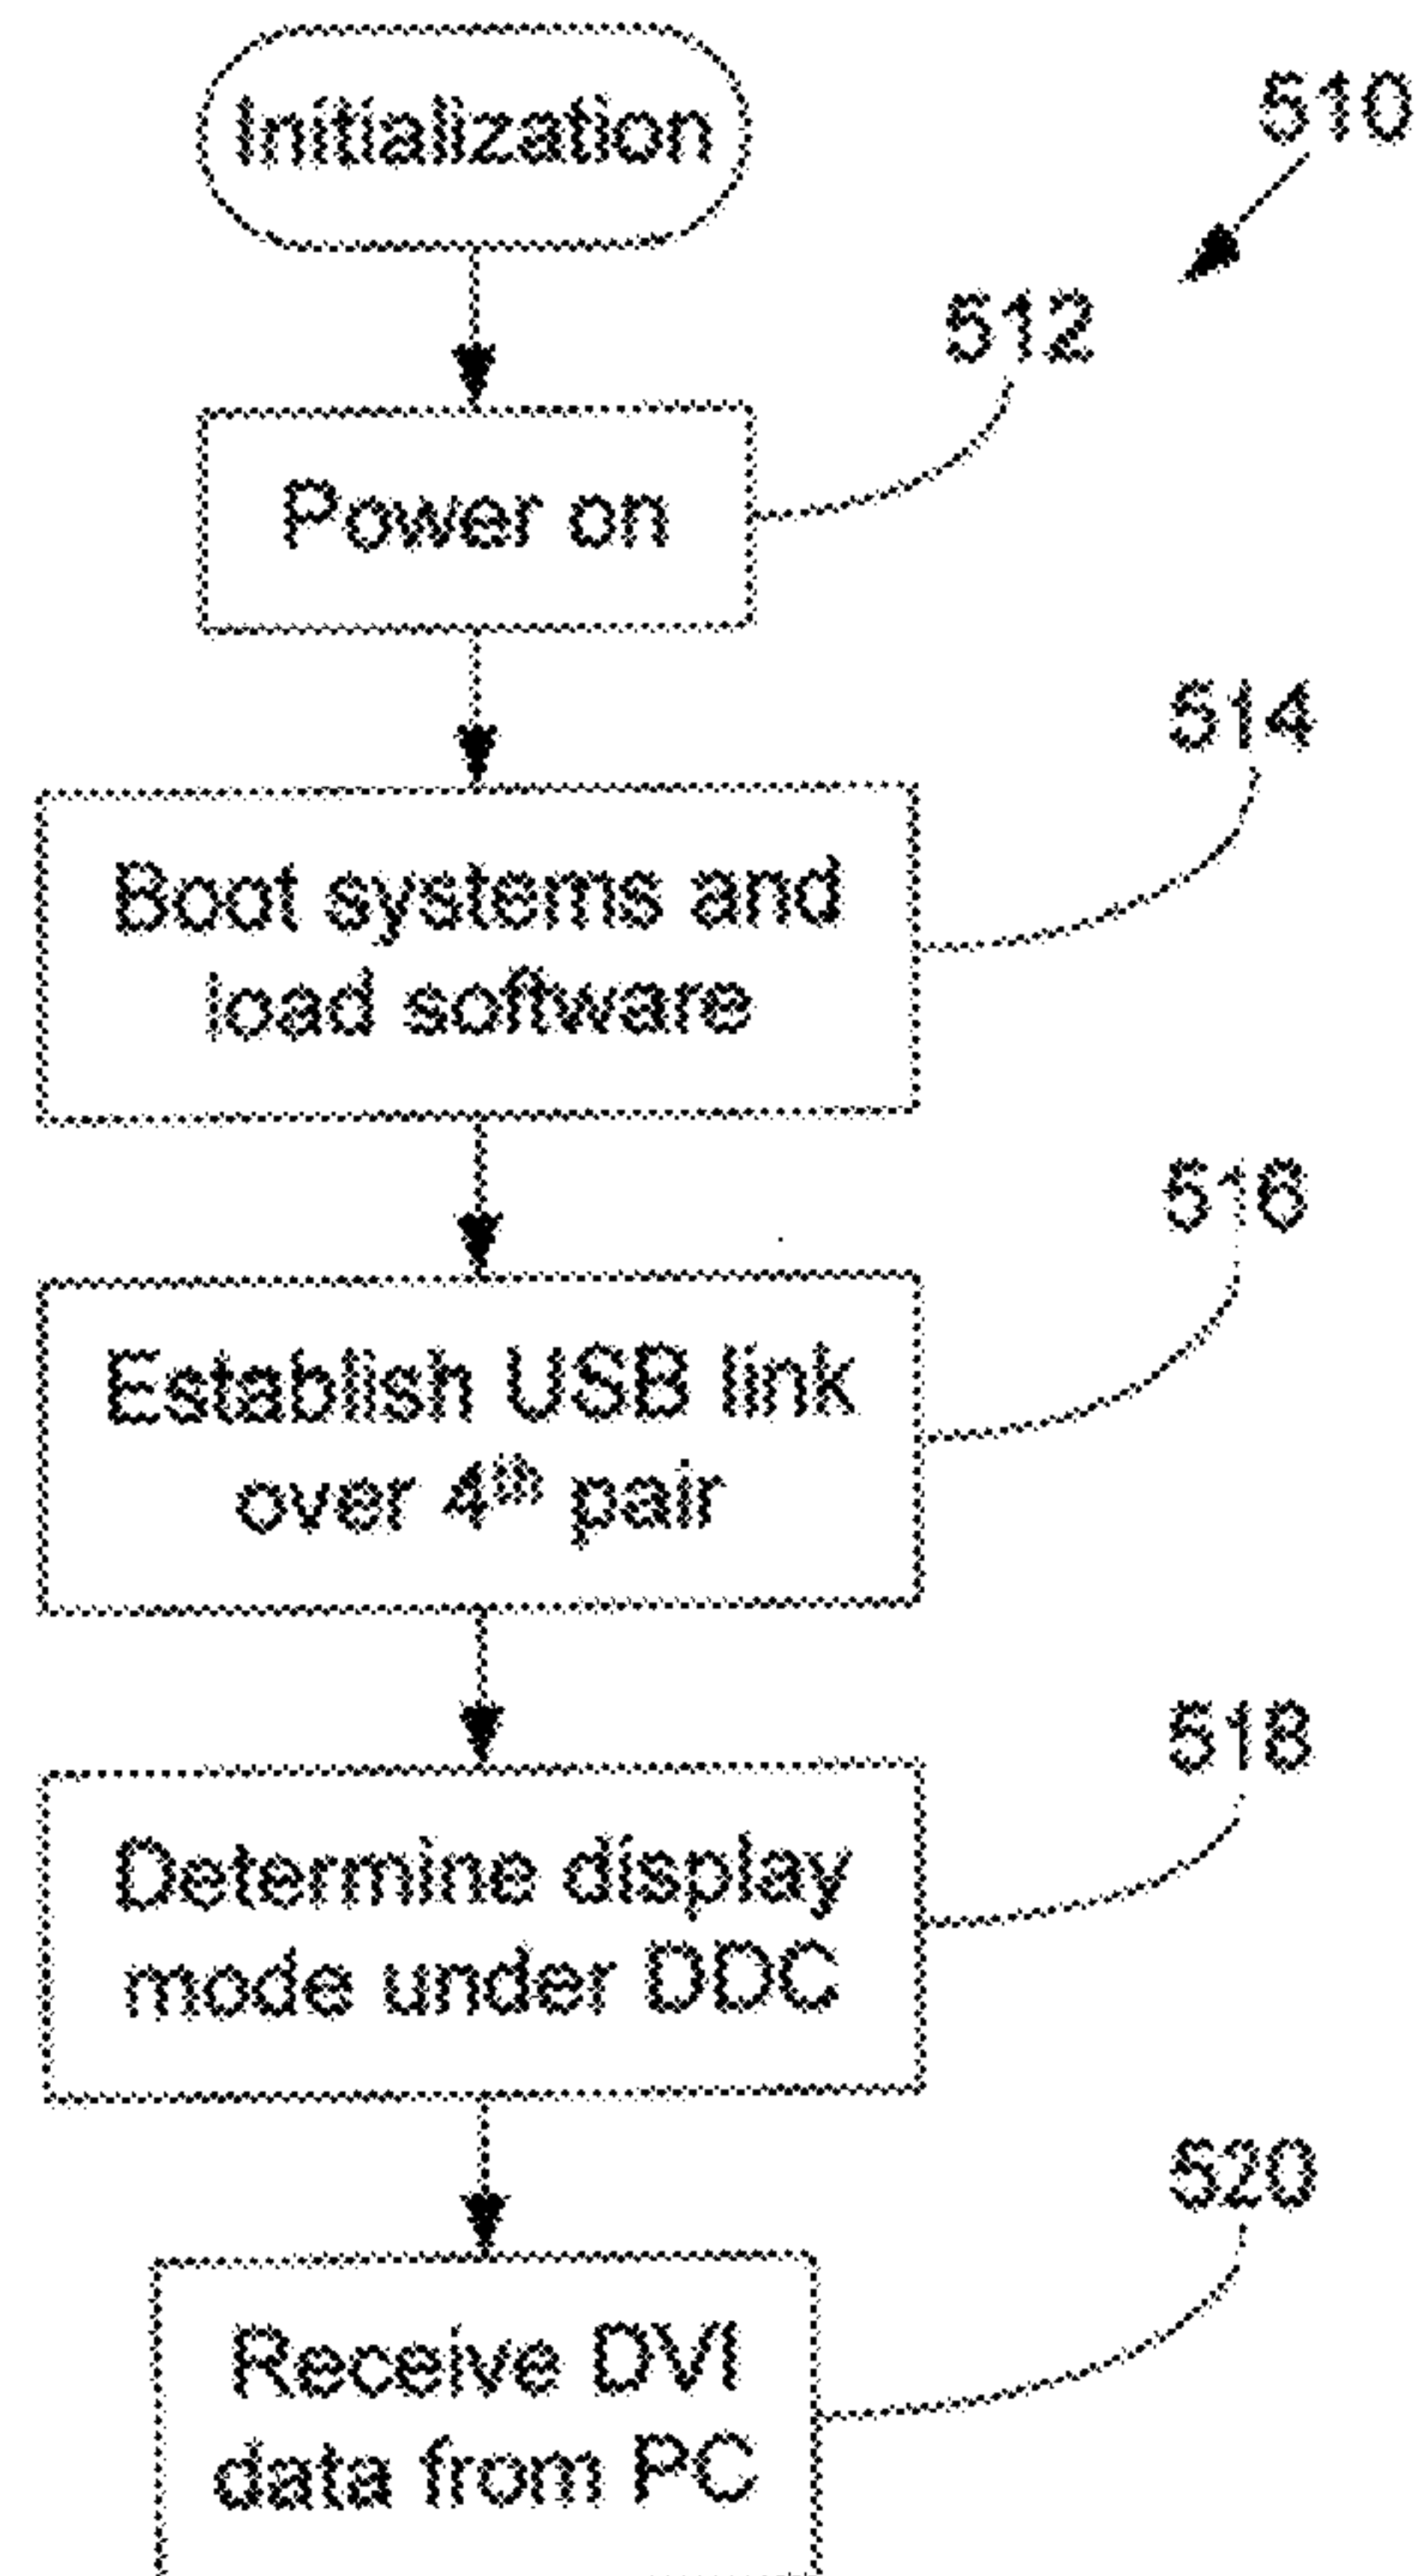 Initialization
510
512
Power on
514
Boot systems and
load software
516
Establish USB link
over 4th pair
518
Determine display
mode under DDC
520
Receive DVI
data from PC